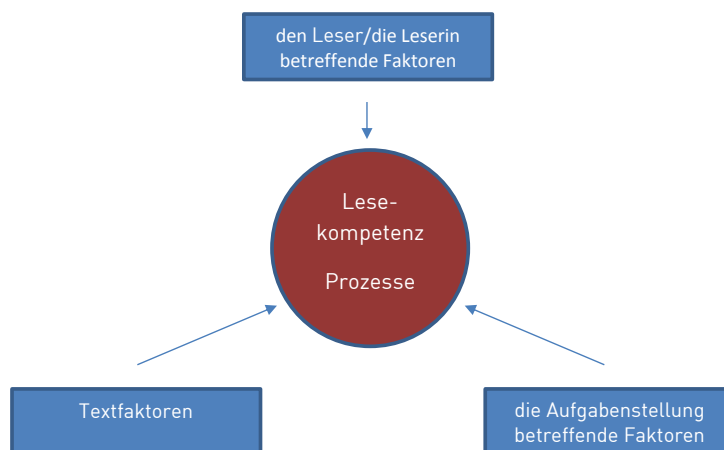 den Leser/die Leserin
betreffende Faktoren
Lese-
kompetenz
Prozesse
Textfaktoren
die Aufgabenstellung
betreffende Faktoren